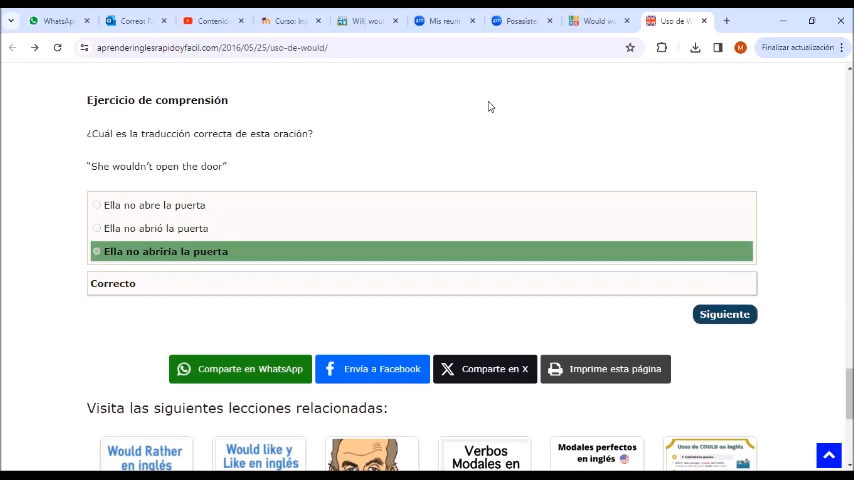 WhatsApp
Correo: R
Contenido
Curso: In
Will, wou
Mis reuni
Posasiste
Would w
Uso de W
aprenderinglesrapidoyfacil.com/2016/05/25/uso-de-would/
M
Finalizar actualización
Ejercicio de comprensión
¿Cuál es la traducción correcta de esta oración?
“She wouldn’t open the door”
Ella no abre la puerta
Ella no abrió la puerta
Ella no abriría la puerta
Correcto
Siguiente
Comparte en WhatsApp
Envía a Facebook
Comparte en X
Imprime esta página
Visita las siguientes lecciones relacionadas:
Would Rather
en inglés
Would like y
Like en inglés
Verbos
Modales en
Modales perfectos
en inglés
Usos de COULD en Inglés